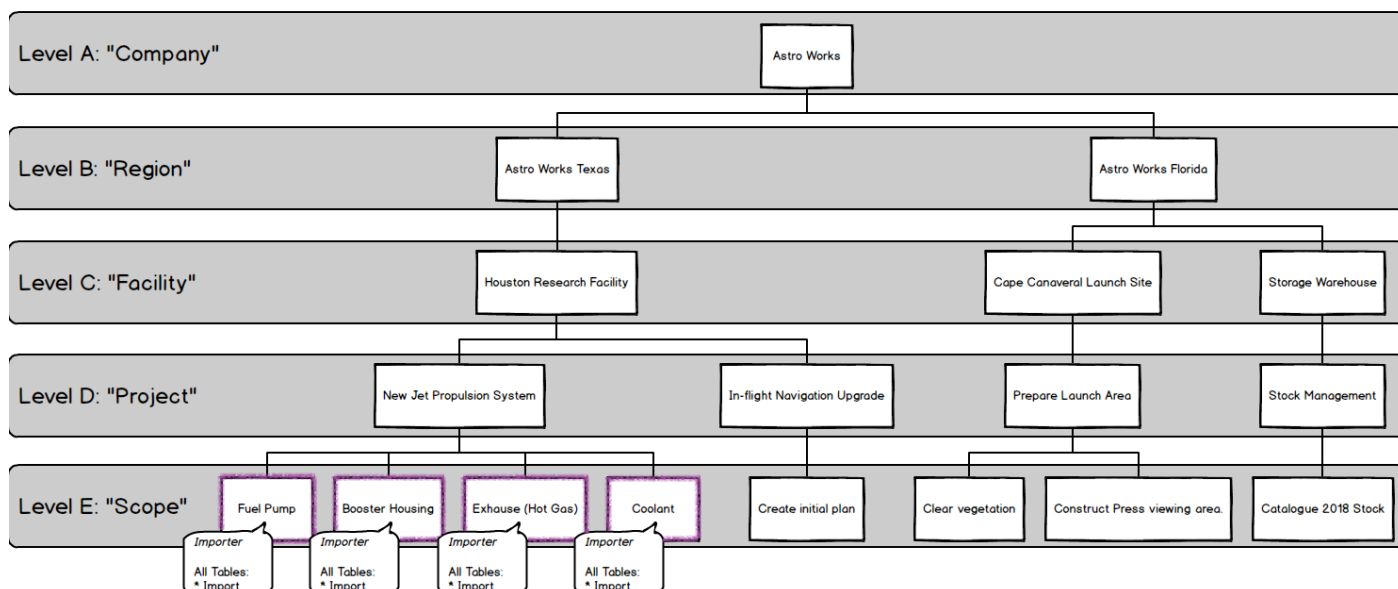 Level A: "Company"
Astro Works
Level B: "Region"
Astro Works Texas
Astro Works Florida
Level C: "Facility"
Houston Research Facility
Cape Canaveral Launch Site
Storage Warehouse
Level D: "Project"
New Jet Propulsion System
In-flight Navigation Upgrade
Prepare Launch Area
Stock Management
Level E: "Scope"
Fuel Pump
Booster Housing
Exhause (Hot Gas)
Coolant
Create initial plan
Clear vegetation
Construct Press viewing area.
Catalogue 2018 Stock
Importer
All Tables:
* Import
Importer
All Tables:
* Import
Importer
All Tables:
* Import
Importer
All Tables:
* Import